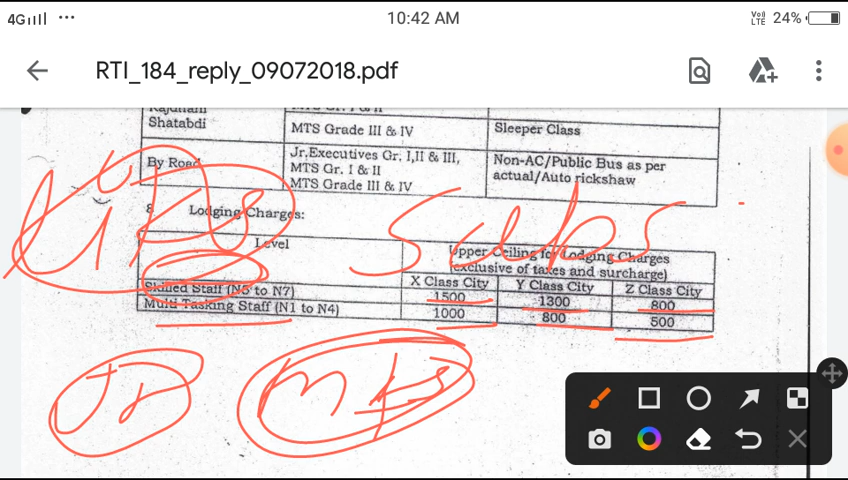 4G
10:42 AM
VoI) LTE 24%
RTI_184_reply_09072018.pdf
Shatabdi
MTS Grade III & IV
Sleeper Class
By Road
Jr.Executives Gr. I,II & III,
MTS Gr. I & II
MTS Grade III & IV
Non-AC/Public Bus as per
actual/Auto rickshaw
8 Lodging Charges:
Level
Upper Ceiling for Lodging Charges
(exclusive of taxes and surcharge)
X Class City Y Class City Z Class City
Skilled Staff (N5 to N7) 1500 1300 800
Multi Tasking Staff (N1 to N4) 1000 800 500